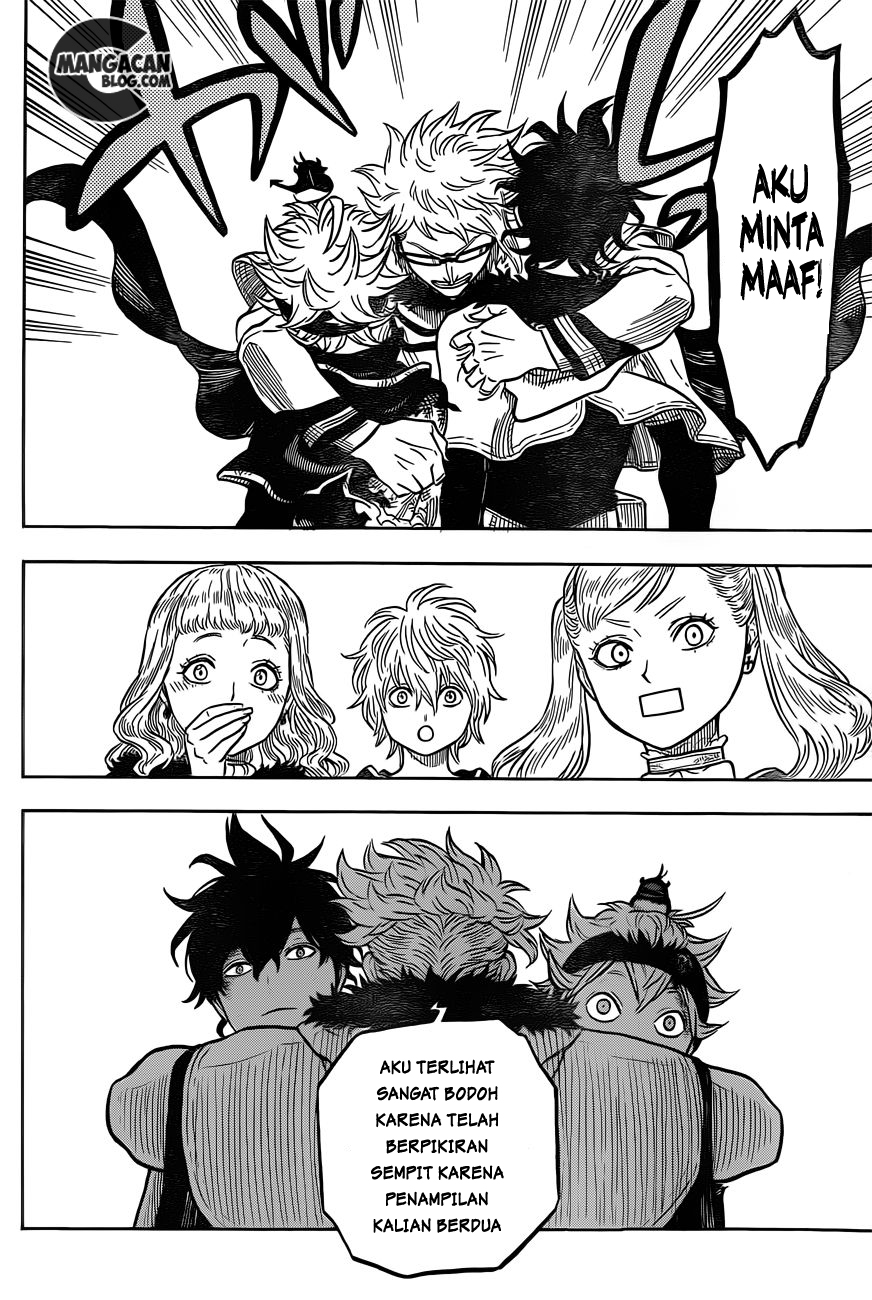 MANGACAN
BLOG.COM
AKU
MINTA
MAAF!
AKU TERLIHAT
SANGAT BODOH
KARENA TELAH
BERPIKIRAN
SEMPIT KARENA
PENAMPILAN
KALIAN BERDUA